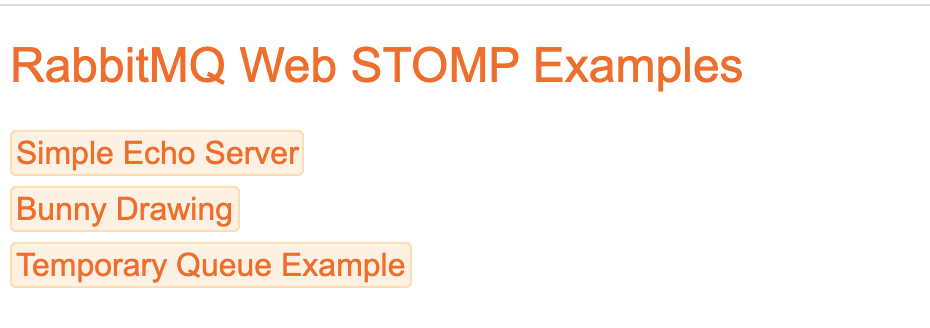 RabbitMQ Web STOMP Examples
Simple Echo Server
Bunny Drawing
Temporary Queue Example